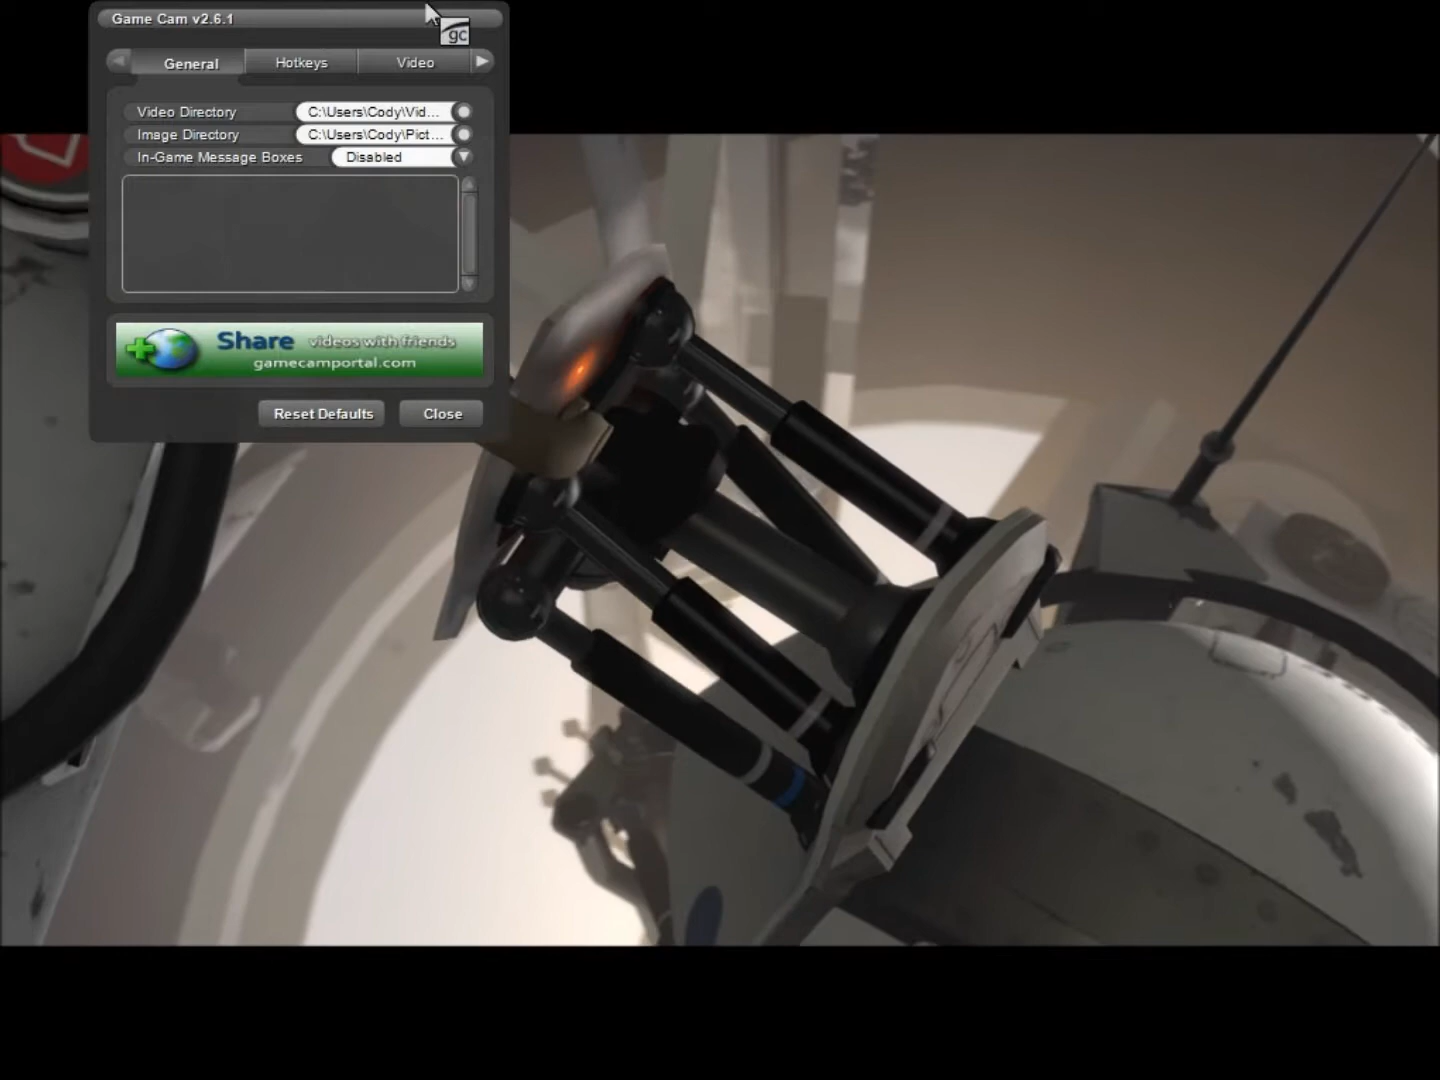 Game Cam v2.6.1
gc
General Hotkeys Video
Video Directory C:\Users\Cody\Vid...
Image Directory C:\Users\Cody\Pict...
In-Game Message Boxes Disabled
Share videos with friends
gamecamportal.com
Reset Defaults Close